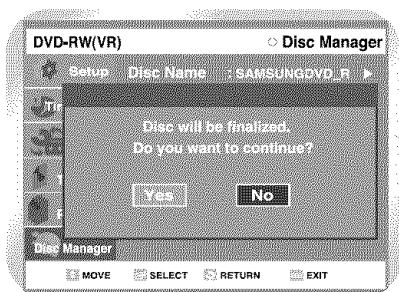 DVD-RW(VR)
Disc Manager
Setup
Disc Name : SAMSUNGDVD_R
Disc will be finalized.
Do you want to continue?
Yes
No
Disc Manager
MOVE SELECT RETURN EXIT